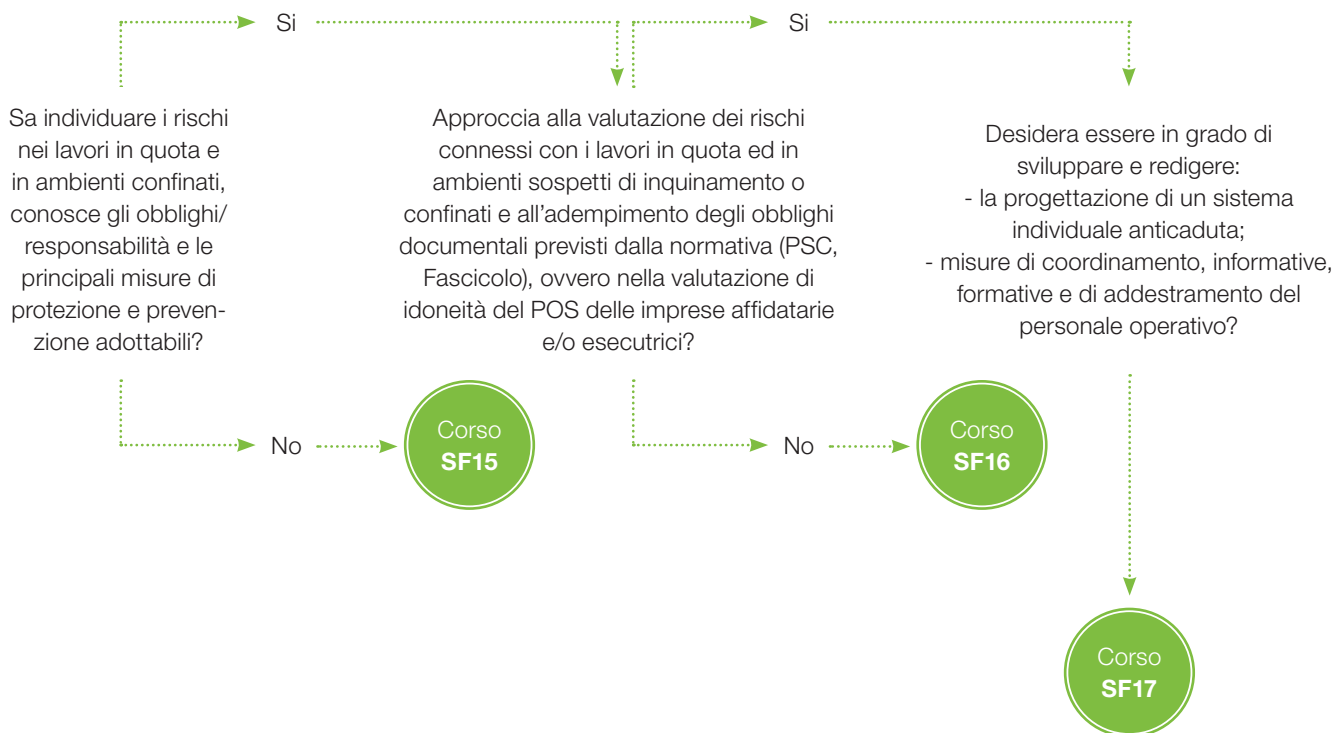 Si
Si
Sa individuare i rischi
nei lavori in quota e
in ambienti confinati,
conosce gli obblighi/
responsabilità e le
principali misure di
protezione e preven-
zione adottabili?
Approccia alla valutazione dei rischi
connessi con i lavori in quota ed in
ambienti sospetti di inquinamento o
confinati e all’adempimento degli obblighi
documentali previsti dalla normativa (PSC,
Fascicolo), ovvero nella valutazione di
idoneità del POS delle imprese affidatarie
e/o esecutrici?
Desidera essere in grado di
sviluppare e redigere:
- la progettazione di un sistema
individuale anticaduta;
- misure di coordinamento, informative,
formative e di addestramento del
personale operativo?
No
Corso
SF15
No
Corso
SF16
Corso
SF17